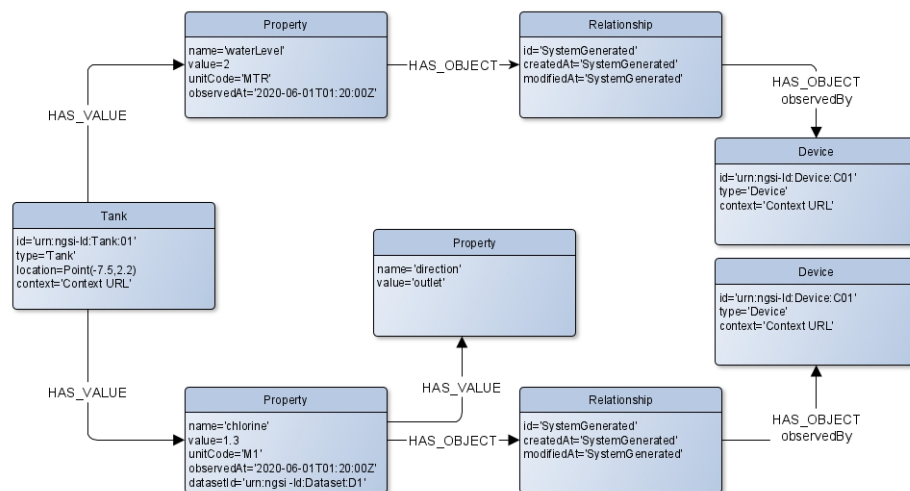 Property
name='waterLevel'
value=2
unitCode='MTR'
observedAt='2020-06-01T01:20:00Z'
HAS_OBJECT
Relationship
id='SystemGenerated'
createdAt='SystemGenerated'
modifiedAt='SystemGenerated'
HAS_OBJECT
observedBy
HAS_VALUE
Device
id='urn:ngsi-ld:Device:C01'
type='Device'
context='Context URL'
Tank
id='urn:ngsi-ld:Tank:01'
type='Tank'
location=Point(-7.5,2.2)
context='Context URL'
Property
name='direction'
value='outlet'
Device
id='urn:ngsi-ld:Device:C01'
type='Device'
context='Context URL'
HAS_VALUE
HAS_VALUE
Property
name='chlorine'
value=1.3
unitCode='M1'
observedAt='2020-06-01T01:20:00Z'
datasetId='urn:ngsi -ld:Dataset:D1'
HAS_OBJECT
Relationship
id='SystemGenerated'
createdAt='SystemGenerated'
modifiedAt='SystemGenerated'
HAS_OBJECT
observedBy